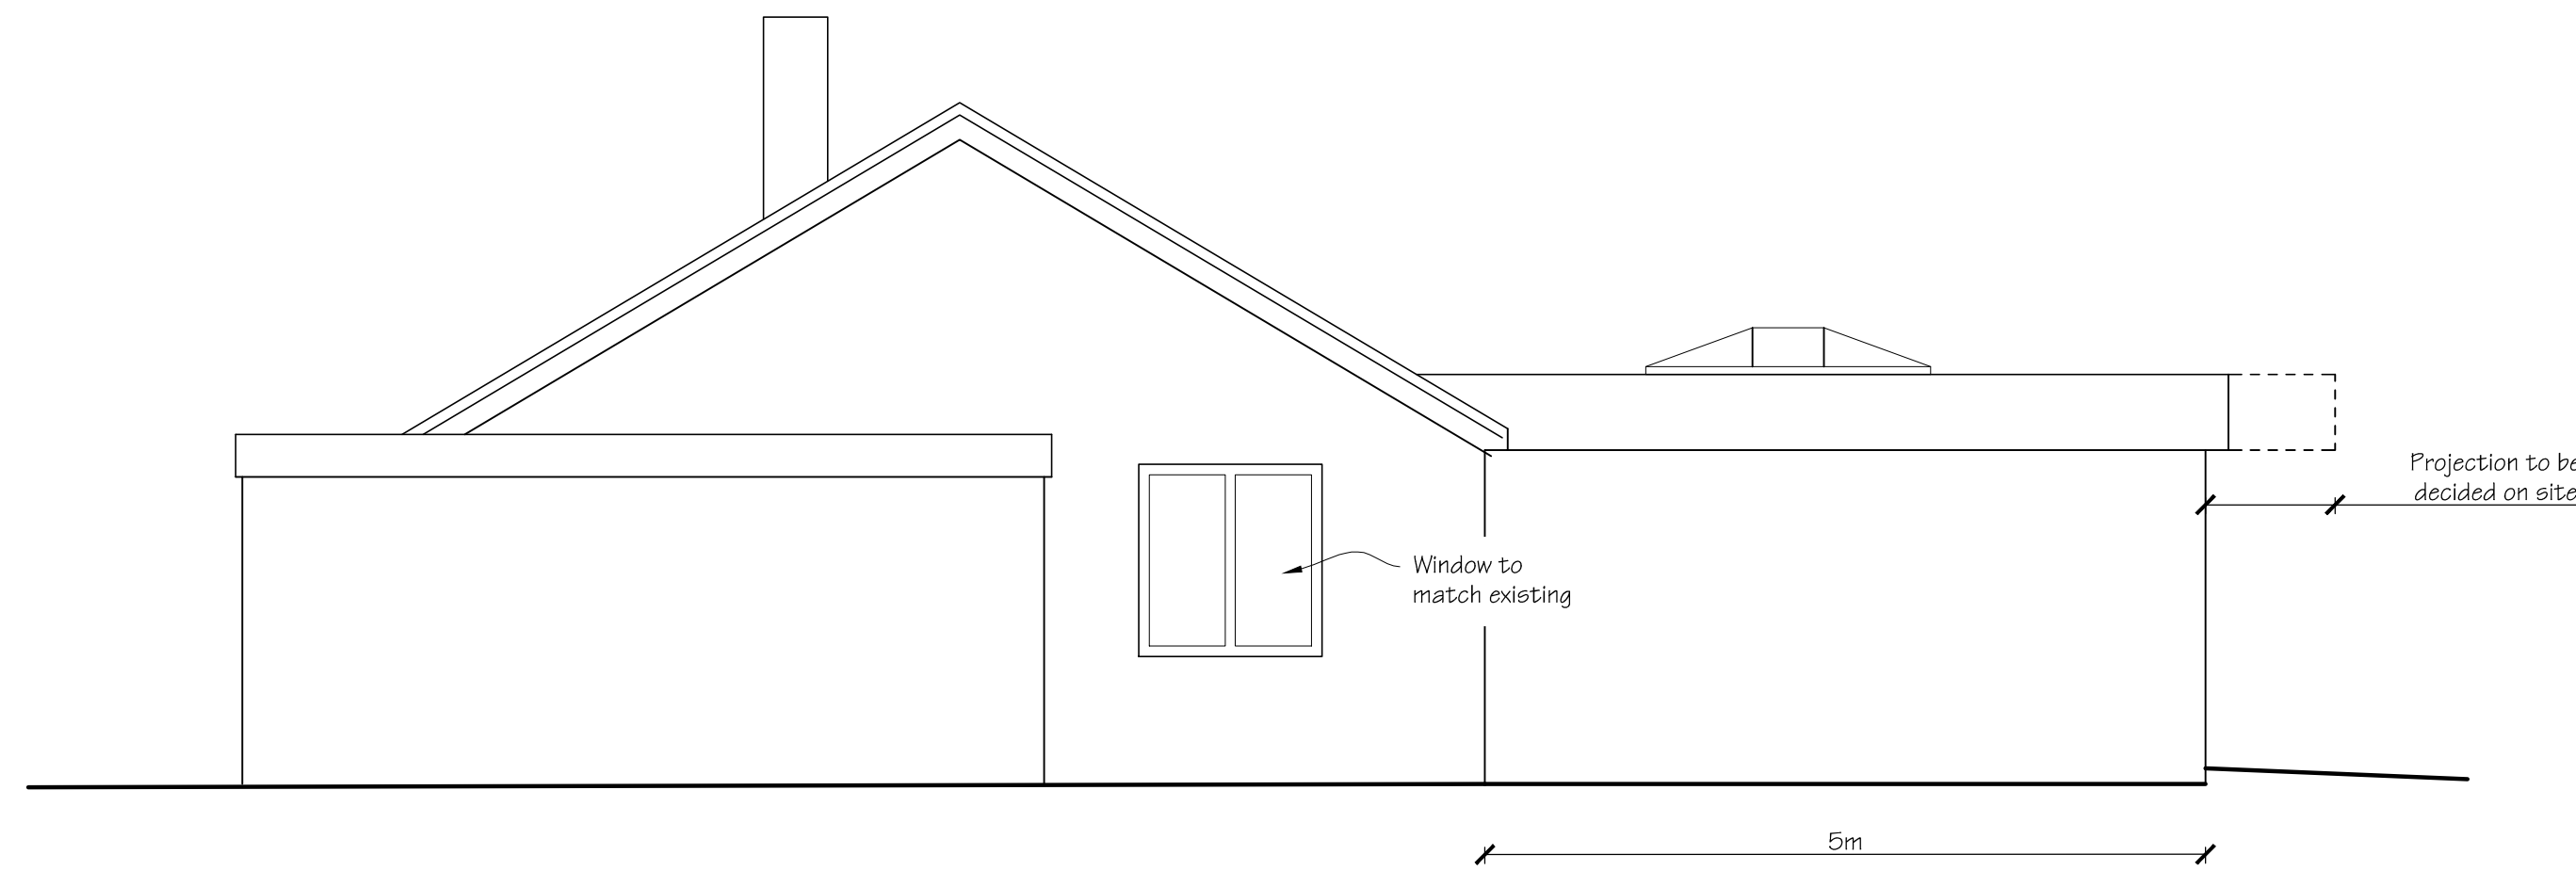 Projection to be
decided on site
Window to
match existing
5m